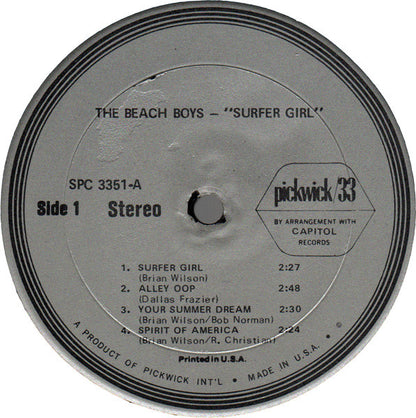 THE BEACH BOYS – "SURFER GIRL"
SPC 3351-A
Side 1 Stereo
pickwick/33
BY ARRANGEMENT WITH
CAPITOL
RECORDS
1. SURFER GIRL 2:27
(Brian Wilson)
2. ALLEY OOP 2:48
(Dallas Frazier)
3. YOUR SUMMER DREAM 2:30
(Brian Wilson/Bob Norman)
4. SPIRIT OF AMERICA 2:24
(Brian Wilson/R. Christian)
Printed in U.S.A.
A PRODUCT OF PICKWICK INT'L • MADE IN U.S.A. • ©